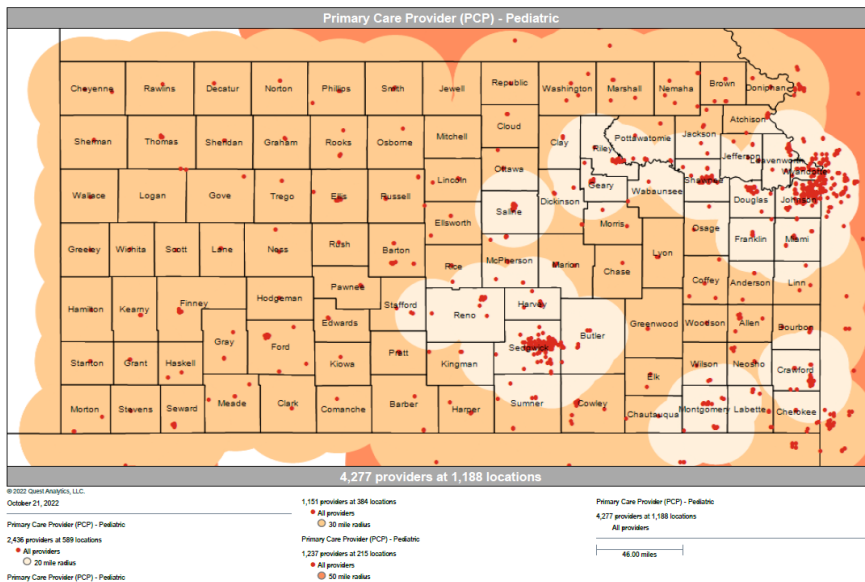 Primary Care Provider (PCP) - Pediatric
Cheyenne Rawlins Decatur Norton Phillips Smith Jewell Republic Washington Marshall Nemaha Brown Doniphan
Sherman Thomas Sheridan Graham Rooks Osborne Mitchell Cloud Clay Riley Pottawatomie Jackson Atchison
Ottawa Jefferson Leavenworth Wyandotte
Wallace Logan Gove Trego Ellis Russell Lincoln Saline Dickinson Geary Wabaunsee Shawnee Douglas Johnson
Greeley Wichita Scott Lane Ness Rush Barton Ellsworth Morris Osage Franklin Miami
Rice McPherson Marion Chase Lyon Coffey Anderson Linn
Hamilton Kearny Finney Hodgeman Pawnee Stafford Reno Harvey
Gray Ford Edwards Sedgwick Butler Greenwood Woodson Allen Bourbon
Stanton Grant Haskell Kiowa Pratt Kingman Elk Wilson Neosho Crawford
Morton Stevens Seward Meade Clark Comanche Barber Harper Sumner Cowley Chautauqua Montgomery Labette Cherokee
4,277 providers at 1,188 locations
© 2022 Quest Analytics, LLC.
October 21, 2022
Primary Care Provider (PCP) - Pediatric
2,436 providers at 589 locations
All providers
20 mile radius
Primary Care Provider (PCP) - Pediatric
1,151 providers at 384 locations
All providers
30 mile radius
Primary Care Provider (PCP) - Pediatric
1,237 providers at 215 locations
All providers
50 mile radius
Primary Care Provider (PCP) - Pediatric
4,277 providers at 1,188 locations
All providers
46.00 miles